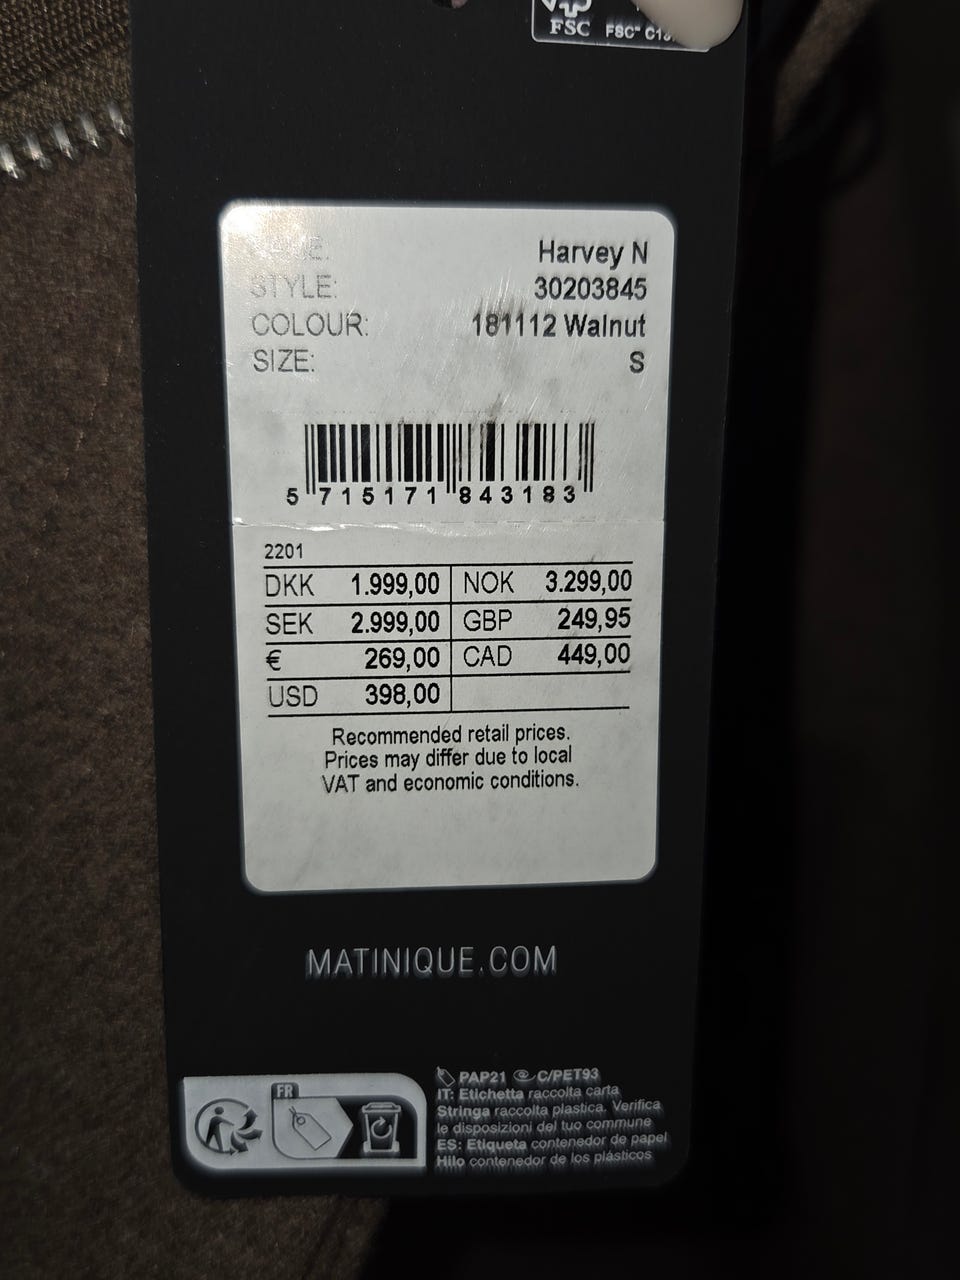 FSC FSC™ C1
Harvey N
STYLE: 30203845
COLOUR: 181112 Walnut
SIZE: S
5 715171 843183
2201
DKK 1.999,00 NOK 3.299,00
SEK 2.999,00 GBP 249,95
€ 269,00 CAD 449,00
USD 398,00
Recommended retail prices.
Prices may differ due to local
VAT and economic conditions.
MATINIQUE.COM
FR
PAP21 C/PET93
IT: Etichetta raccolta carta
Stringa raccolta plastica. Verifica
le disposizioni del tuo commune
ES: Etiqueta contenedor de papel
Hilo contenedor de los plásticos